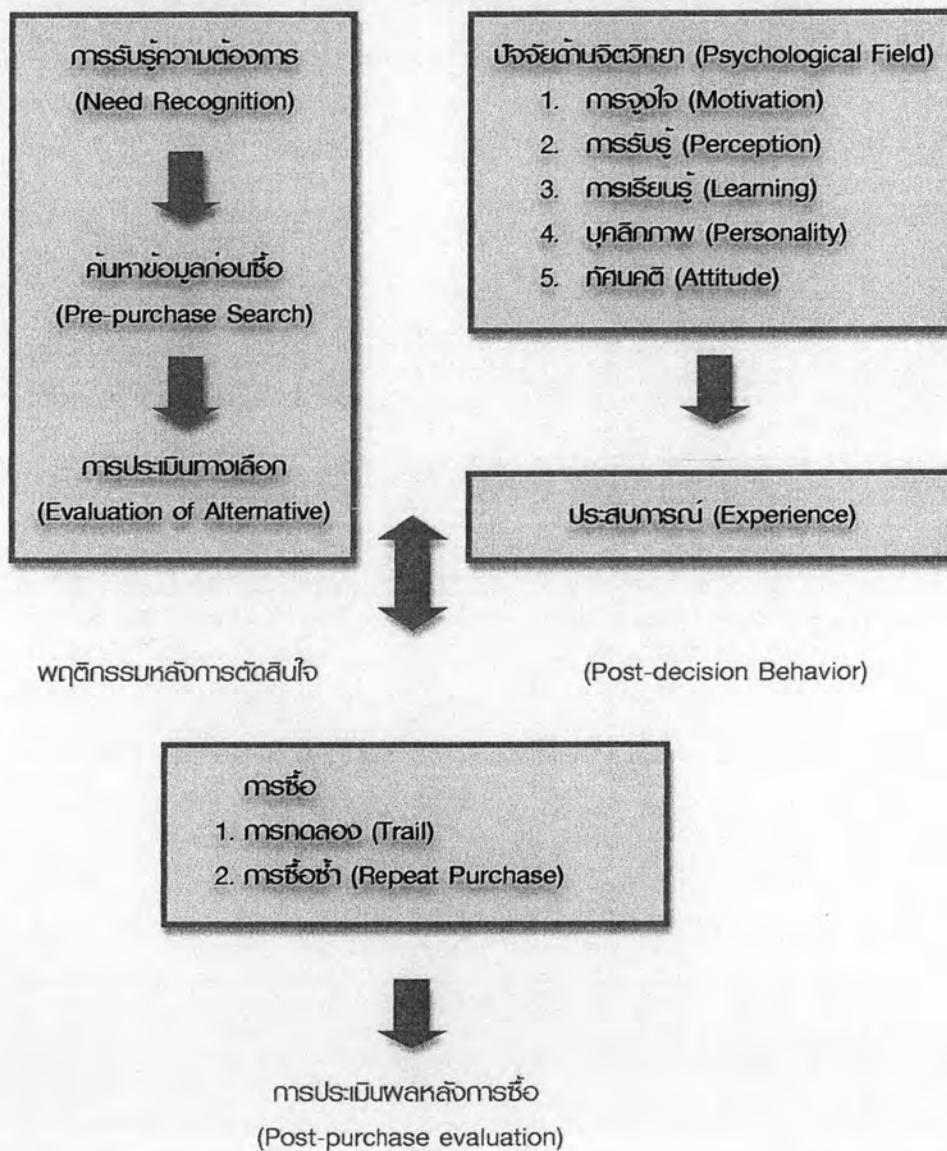 การรับรู้ความต้องการ
(Need Recognition)
ค้นหาข้อมูลก่อนซื้อ
(Pre-purchase Search)
การประเมินทางเลือก
(Evaluation of Alternative)
ปัจจัยด้านจิตวิทยา (Psychological Field)
1. การจูงใจ (Motivation)
2. การรับรู้ (Perception)
3. การเรียนรู้ (Learning)
4. บุคลิกภาพ (Personality)
5. ทัศนคติ (Attitude)
ประสบการณ์ (Experience)
พฤติกรรมหลังการตัดสินใจ (Post-decision Behavior)
การซื้อ
1. การทดลอง (Trail)
2. การซื้อซ้ำ (Repeat Purchase)
การประเมินผลหลังการซื้อ
(Post-purchase evaluation)